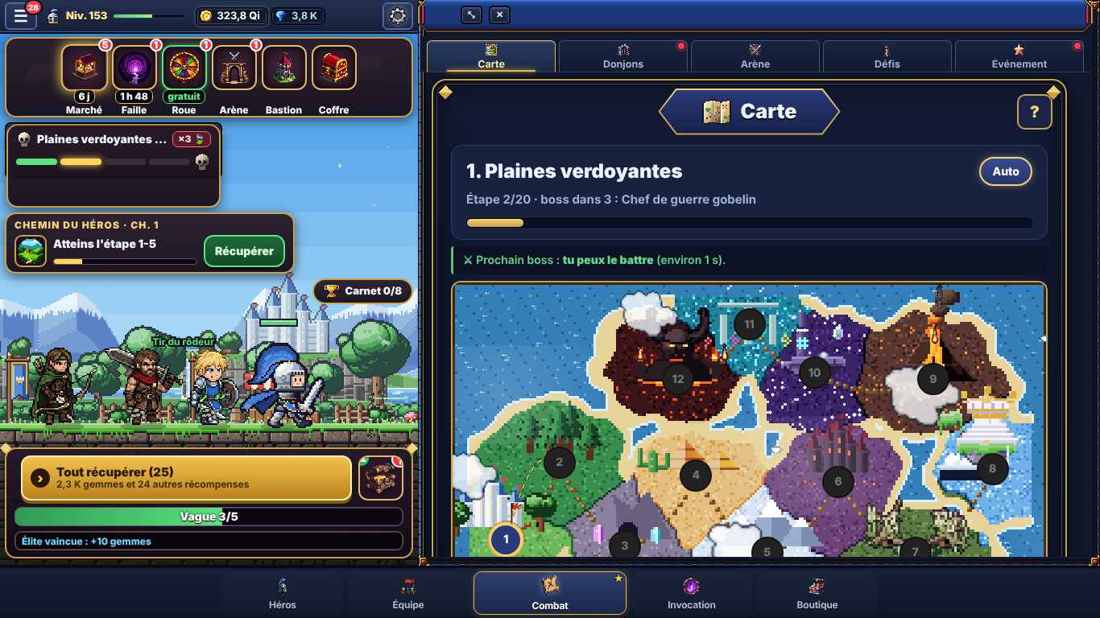 28
Niv. 153
323,8 Qi
3,8 K
5
1
1
1
6 j
1 h 48
gratuit
Marché
Faille
Roue
Arène
Bastion
Coffre
Plaines verdoyantes ...
×3
CHEMIN DU HÉROS · CH. 1
Atteins l'étape 1-5
Récupérer
Carnet 0/8
Tir du rôdeur
Tout récupérer (25)
2,3 K gemmes et 24 autres récompenses
Vague 3/5
Élite vaincue : +10 gemmes
Carte
Donjons
Arène
Défis
Evénement
Carte
?
1. Plaines verdoyantes
Auto
Étape 2/20 · boss dans 3 : Chef de guerre gobelin
Prochain boss : tu peux le battre (environ 1 s).
11
12
10
9
2
4
6
8
1
3
5
7
Héros
Équipe
Combat
Invocation
Boutique